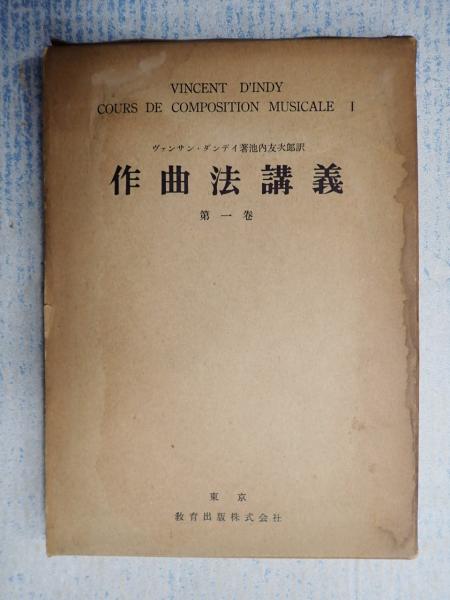 VINCENT D'INDY
COURS DE COMPOSITION MUSICALE I
ヴァンサン・ダンディ著池内友次郎訳
作曲法講義
第一巻
東京
教育出版株式会社